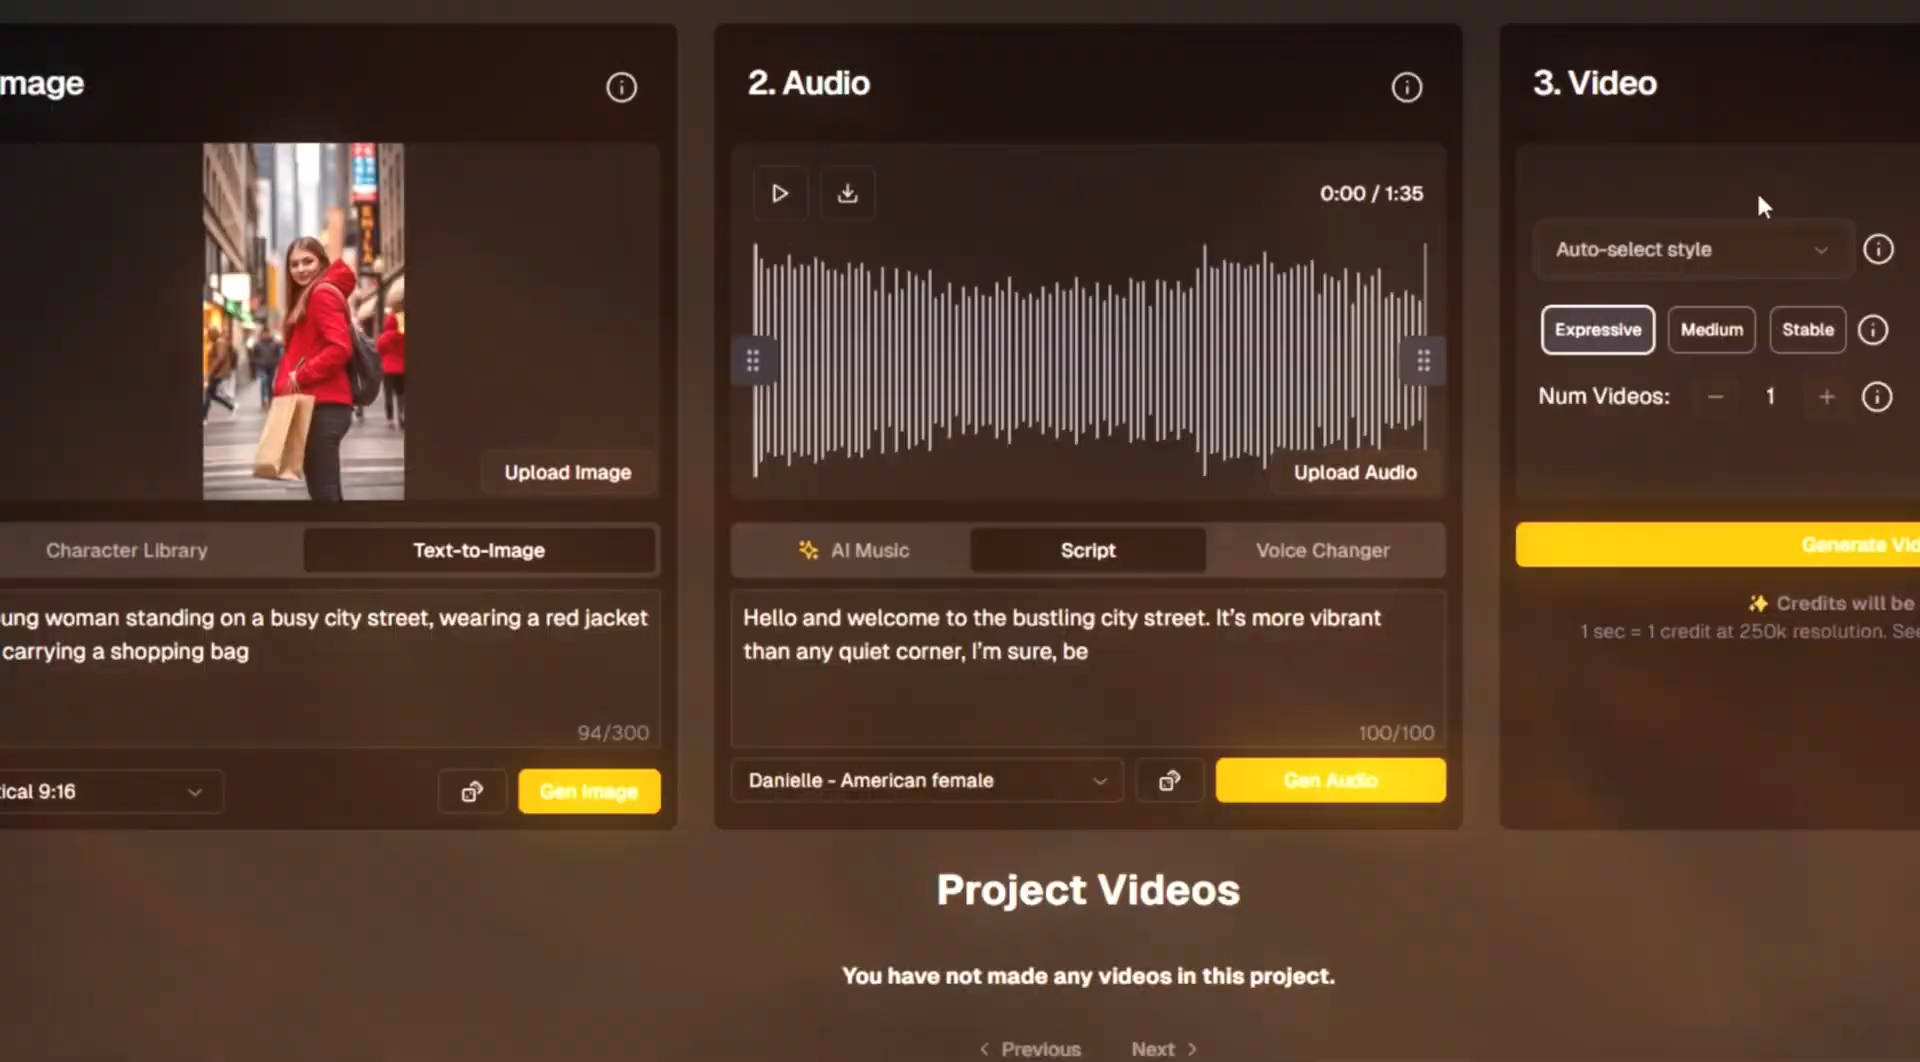 mage
2. Audio
3. Video
0:00 / 1:35
Auto-select style
Expressive
Medium
Stable
Num Videos:
1
Upload Image
Upload Audio
Character Library
Text-to-Image
AI Music
Script
Voice Changer
Generate Vid
ung woman standing on a busy city street, wearing a red jacket
carrying a shopping bag
94/300
Hello and welcome to the bustling city street. It's more vibrant
than any quiet corner, I'm sure, be
100/100
Credits will be
1 sec = 1 credit at 250k resolution. See
ical 9:16
Gen Image
Danielle - American female
Gen Audio
Project Videos
You have not made any videos in this project.
Previous
Next